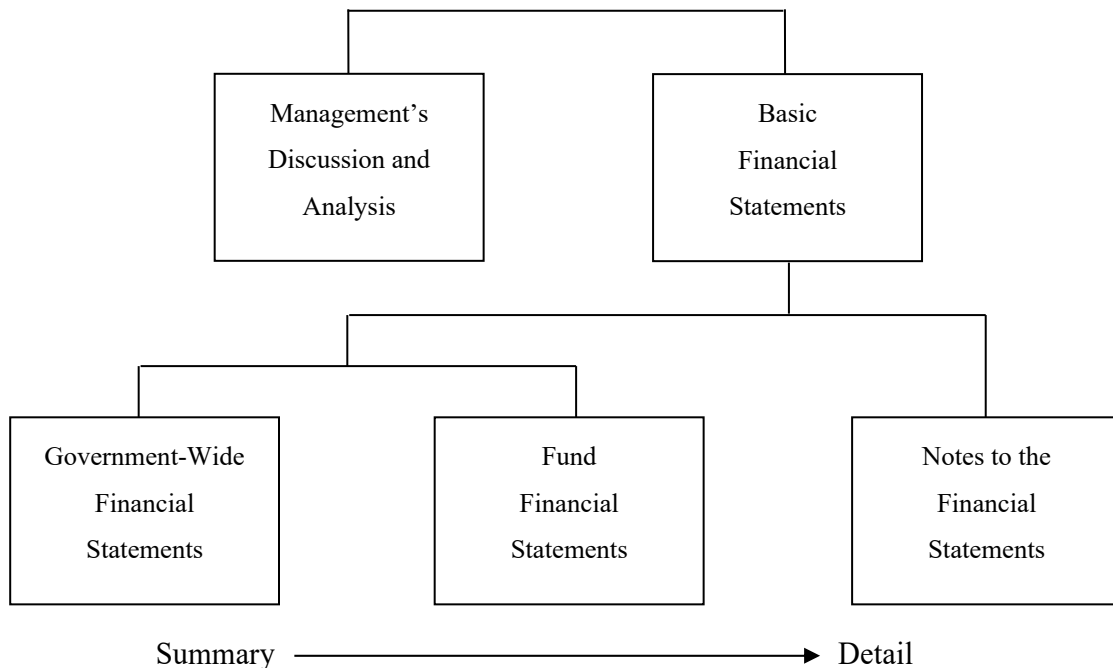 Management’s
Discussion and
Analysis
Basic
Financial
Statements
Government-Wide
Financial
Statements
Fund
Financial
Statements
Notes to the
Financial
Statements
Summary
Detail